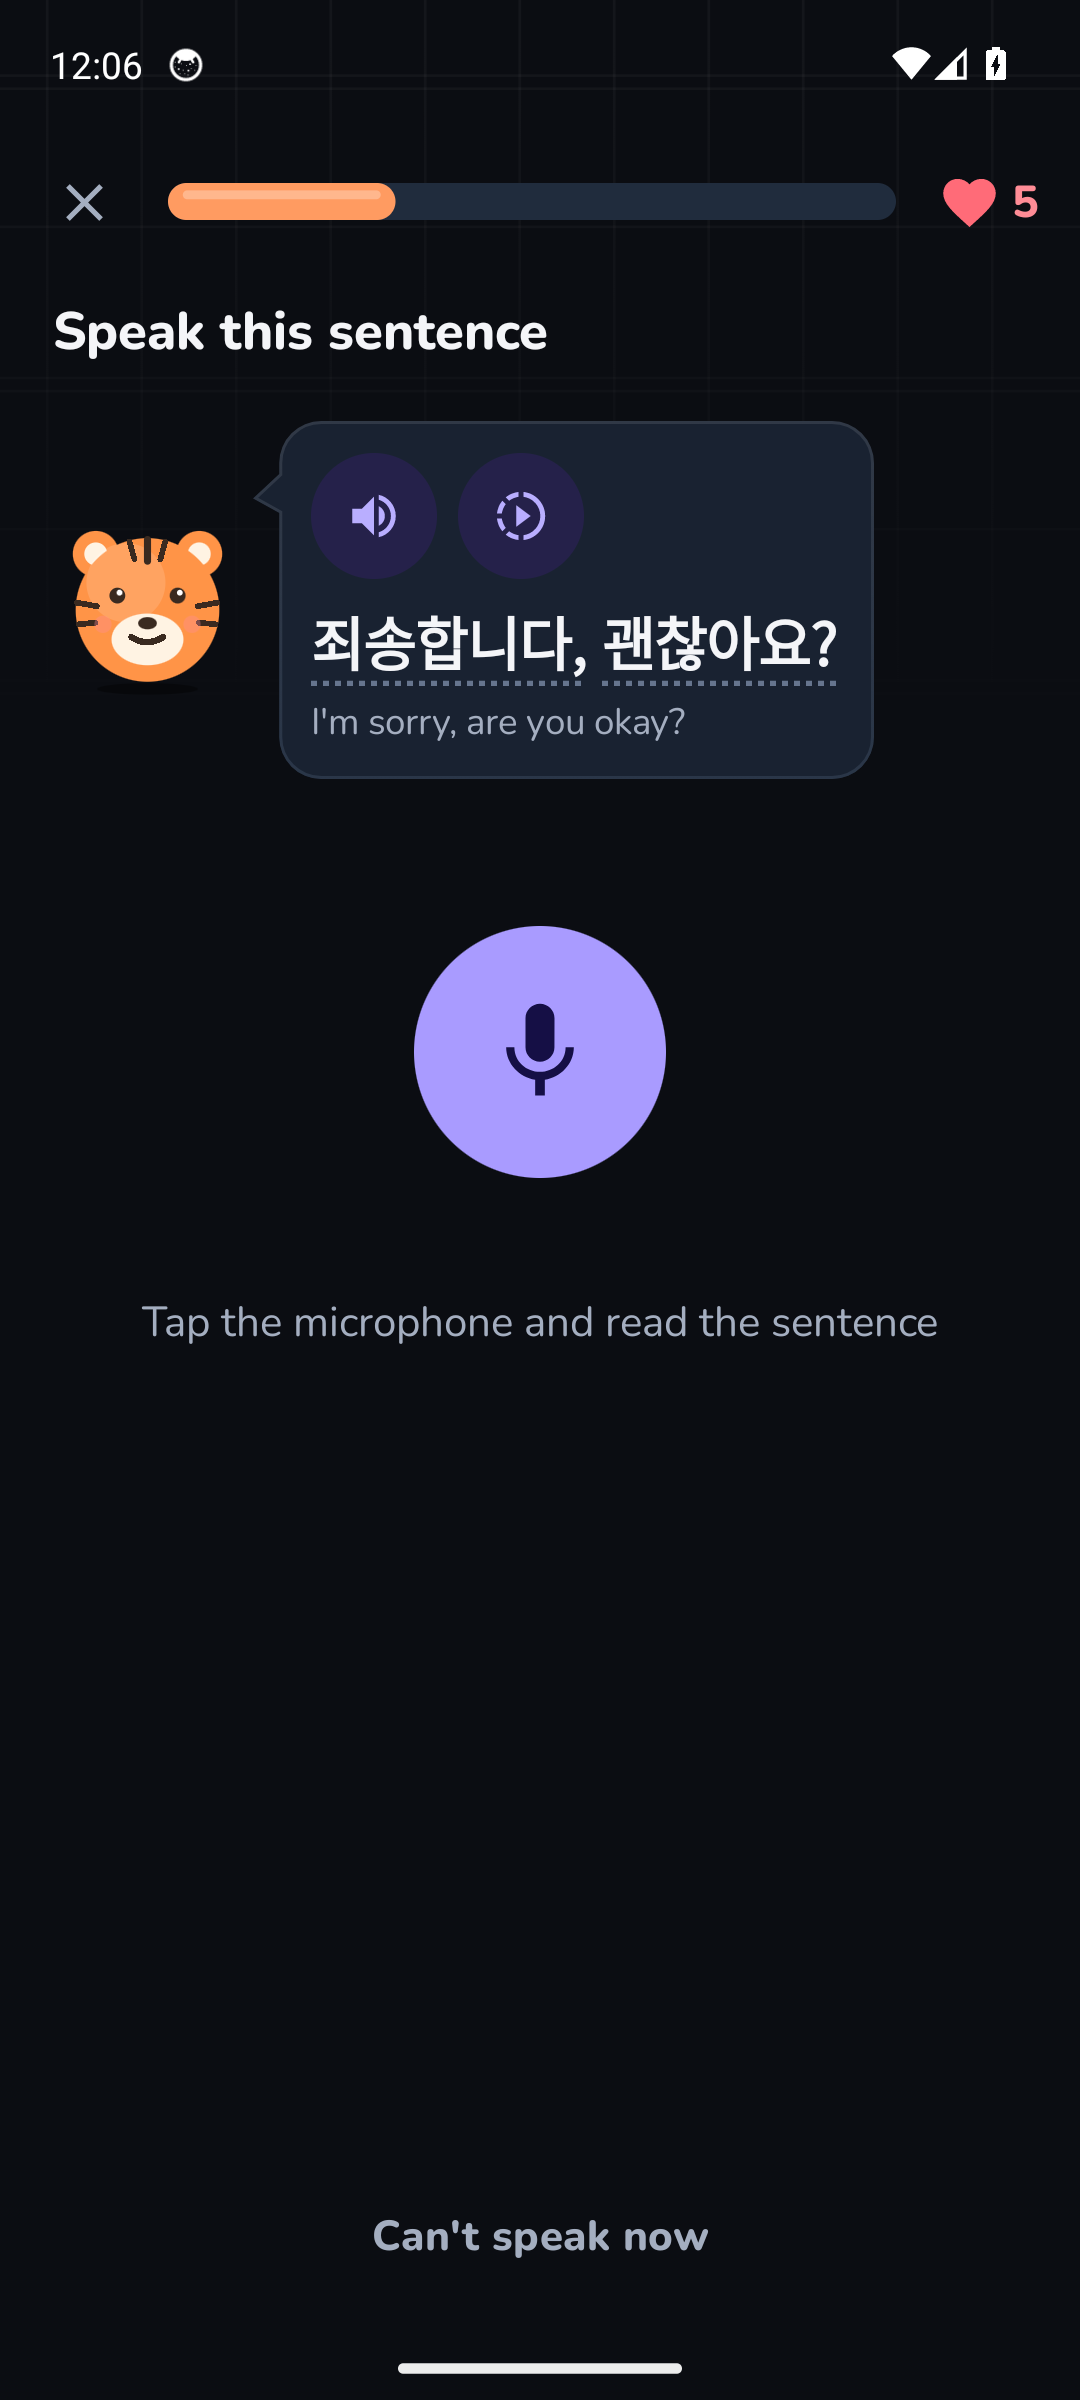 12:06
5
Speak this sentence
죄송합니다, 괜찮아요?
I'm sorry, are you okay?
Tap the microphone and read the sentence
Can't speak now